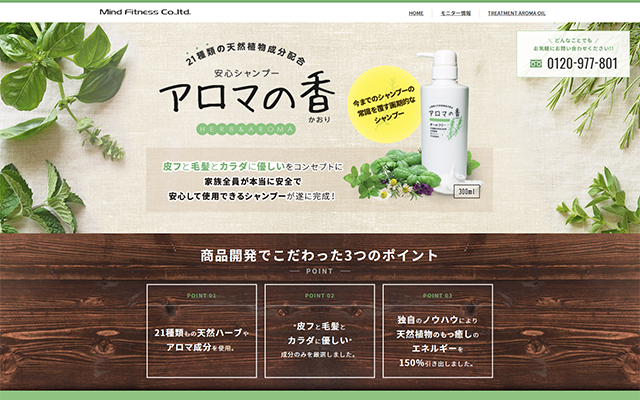 Mind Fitness Co.,ltd.
HOME
モニター情報
TREATMENT AROMA OIL
どんなことでも
お気軽にお問い合わせください!!
0120-977-801
21種類の天然植物成分配合
安心シャンプー
アロマの香
かおり
HERB&AROMA
今までのシャンプーの
常識を覆す画期的な
シャンプー
アロマの香
300ml
皮フと毛髪とカラダに優しいをコンセプトに
家族全員が本当に安全で
安心して使用できるシャンプーが遂に完成!
商品開発でこだわった3つのポイント
POINT
POINT 01
21種類もの天然ハーブや
アロマ成分を使用。
POINT 02
"皮フと毛髪と
カラダに優しい"
成分のみを厳選しました。
POINT 03
独自のノウハウにより
天然植物のもつ癒しの
エネルギーを
150%引き出しました。